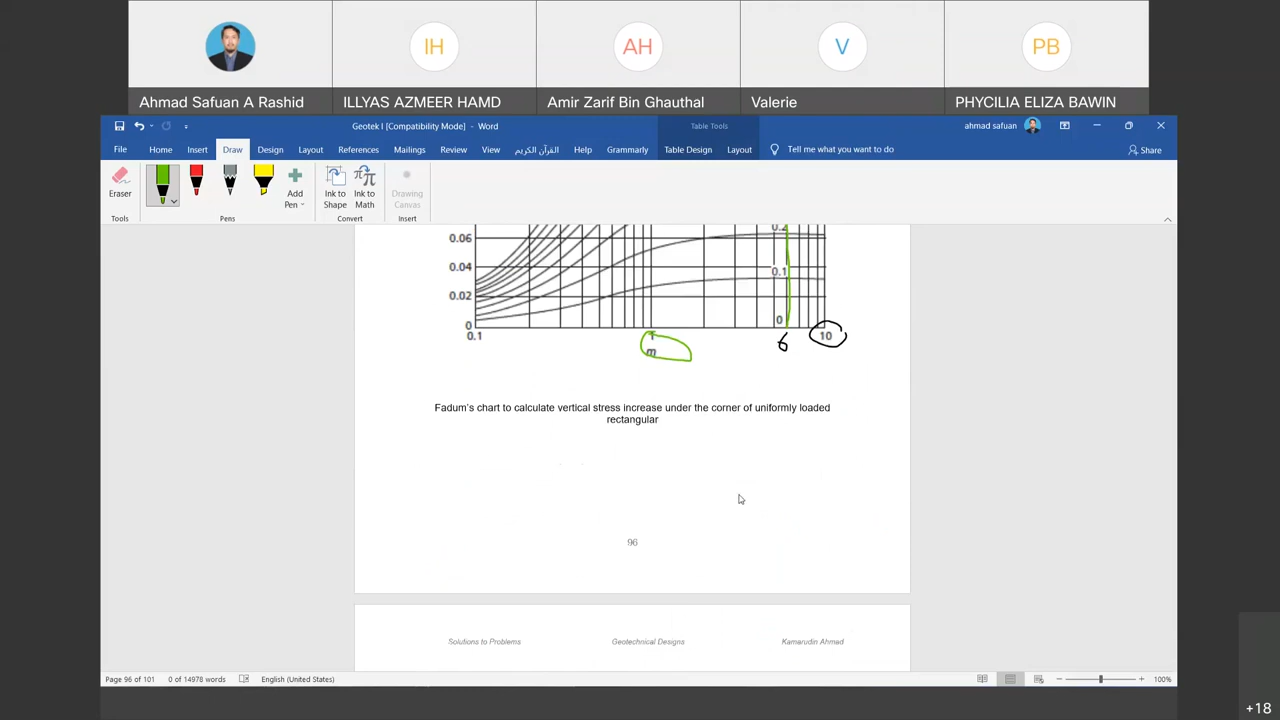 IH
AH
V
PB
Ahmad Safuan A Rashid
ILLYAS AZMEER HAMD
Amir Zarif Bin Ghauthal
Valerie
PHYCILIA ELIZA BAWIN
Geotek I [Compatibility Mode] - Word
Table Tools
ahmad safuan
File Home Insert Draw Design Layout References Mailings Review View القرآن الكريم Help Grammarly Table Design Layout Tell me what you want to do Share
Eraser
Add Pen
Ink to Shape
Ink to Math
Drawing Canvas
Tools
Pens
Convert
Insert
0.2
0.06
0.04
0.1
0.02
0
0
0.1
1
6
10
m
Fadum's chart to calculate vertical stress increase under the corner of uniformly loaded
rectangular
96
Solutions to Problems Geotechnical Designs Kamarudin Ahmad
Page 96 of 101 0 of 14978 words English (United States) 100%
+18